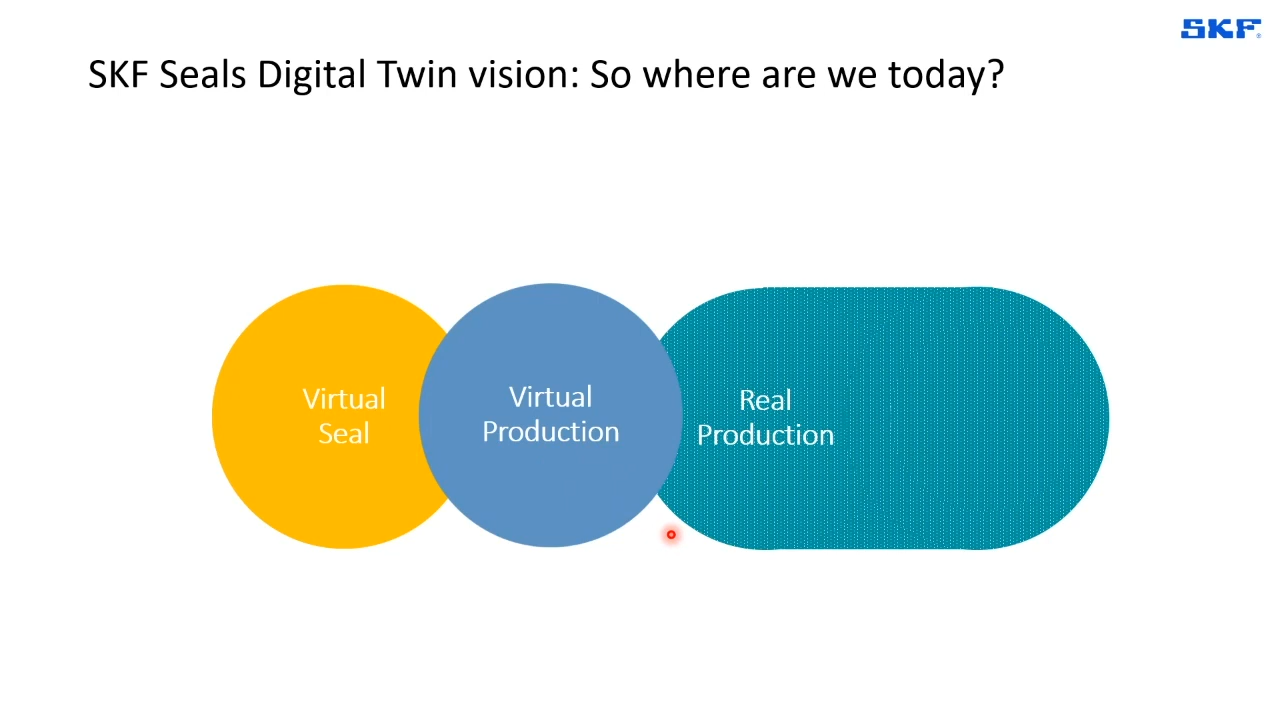 SKF
SKF Seals Digital Twin vision: So where are we today?
Virtual
Seal
Virtual
Production
Real
Production